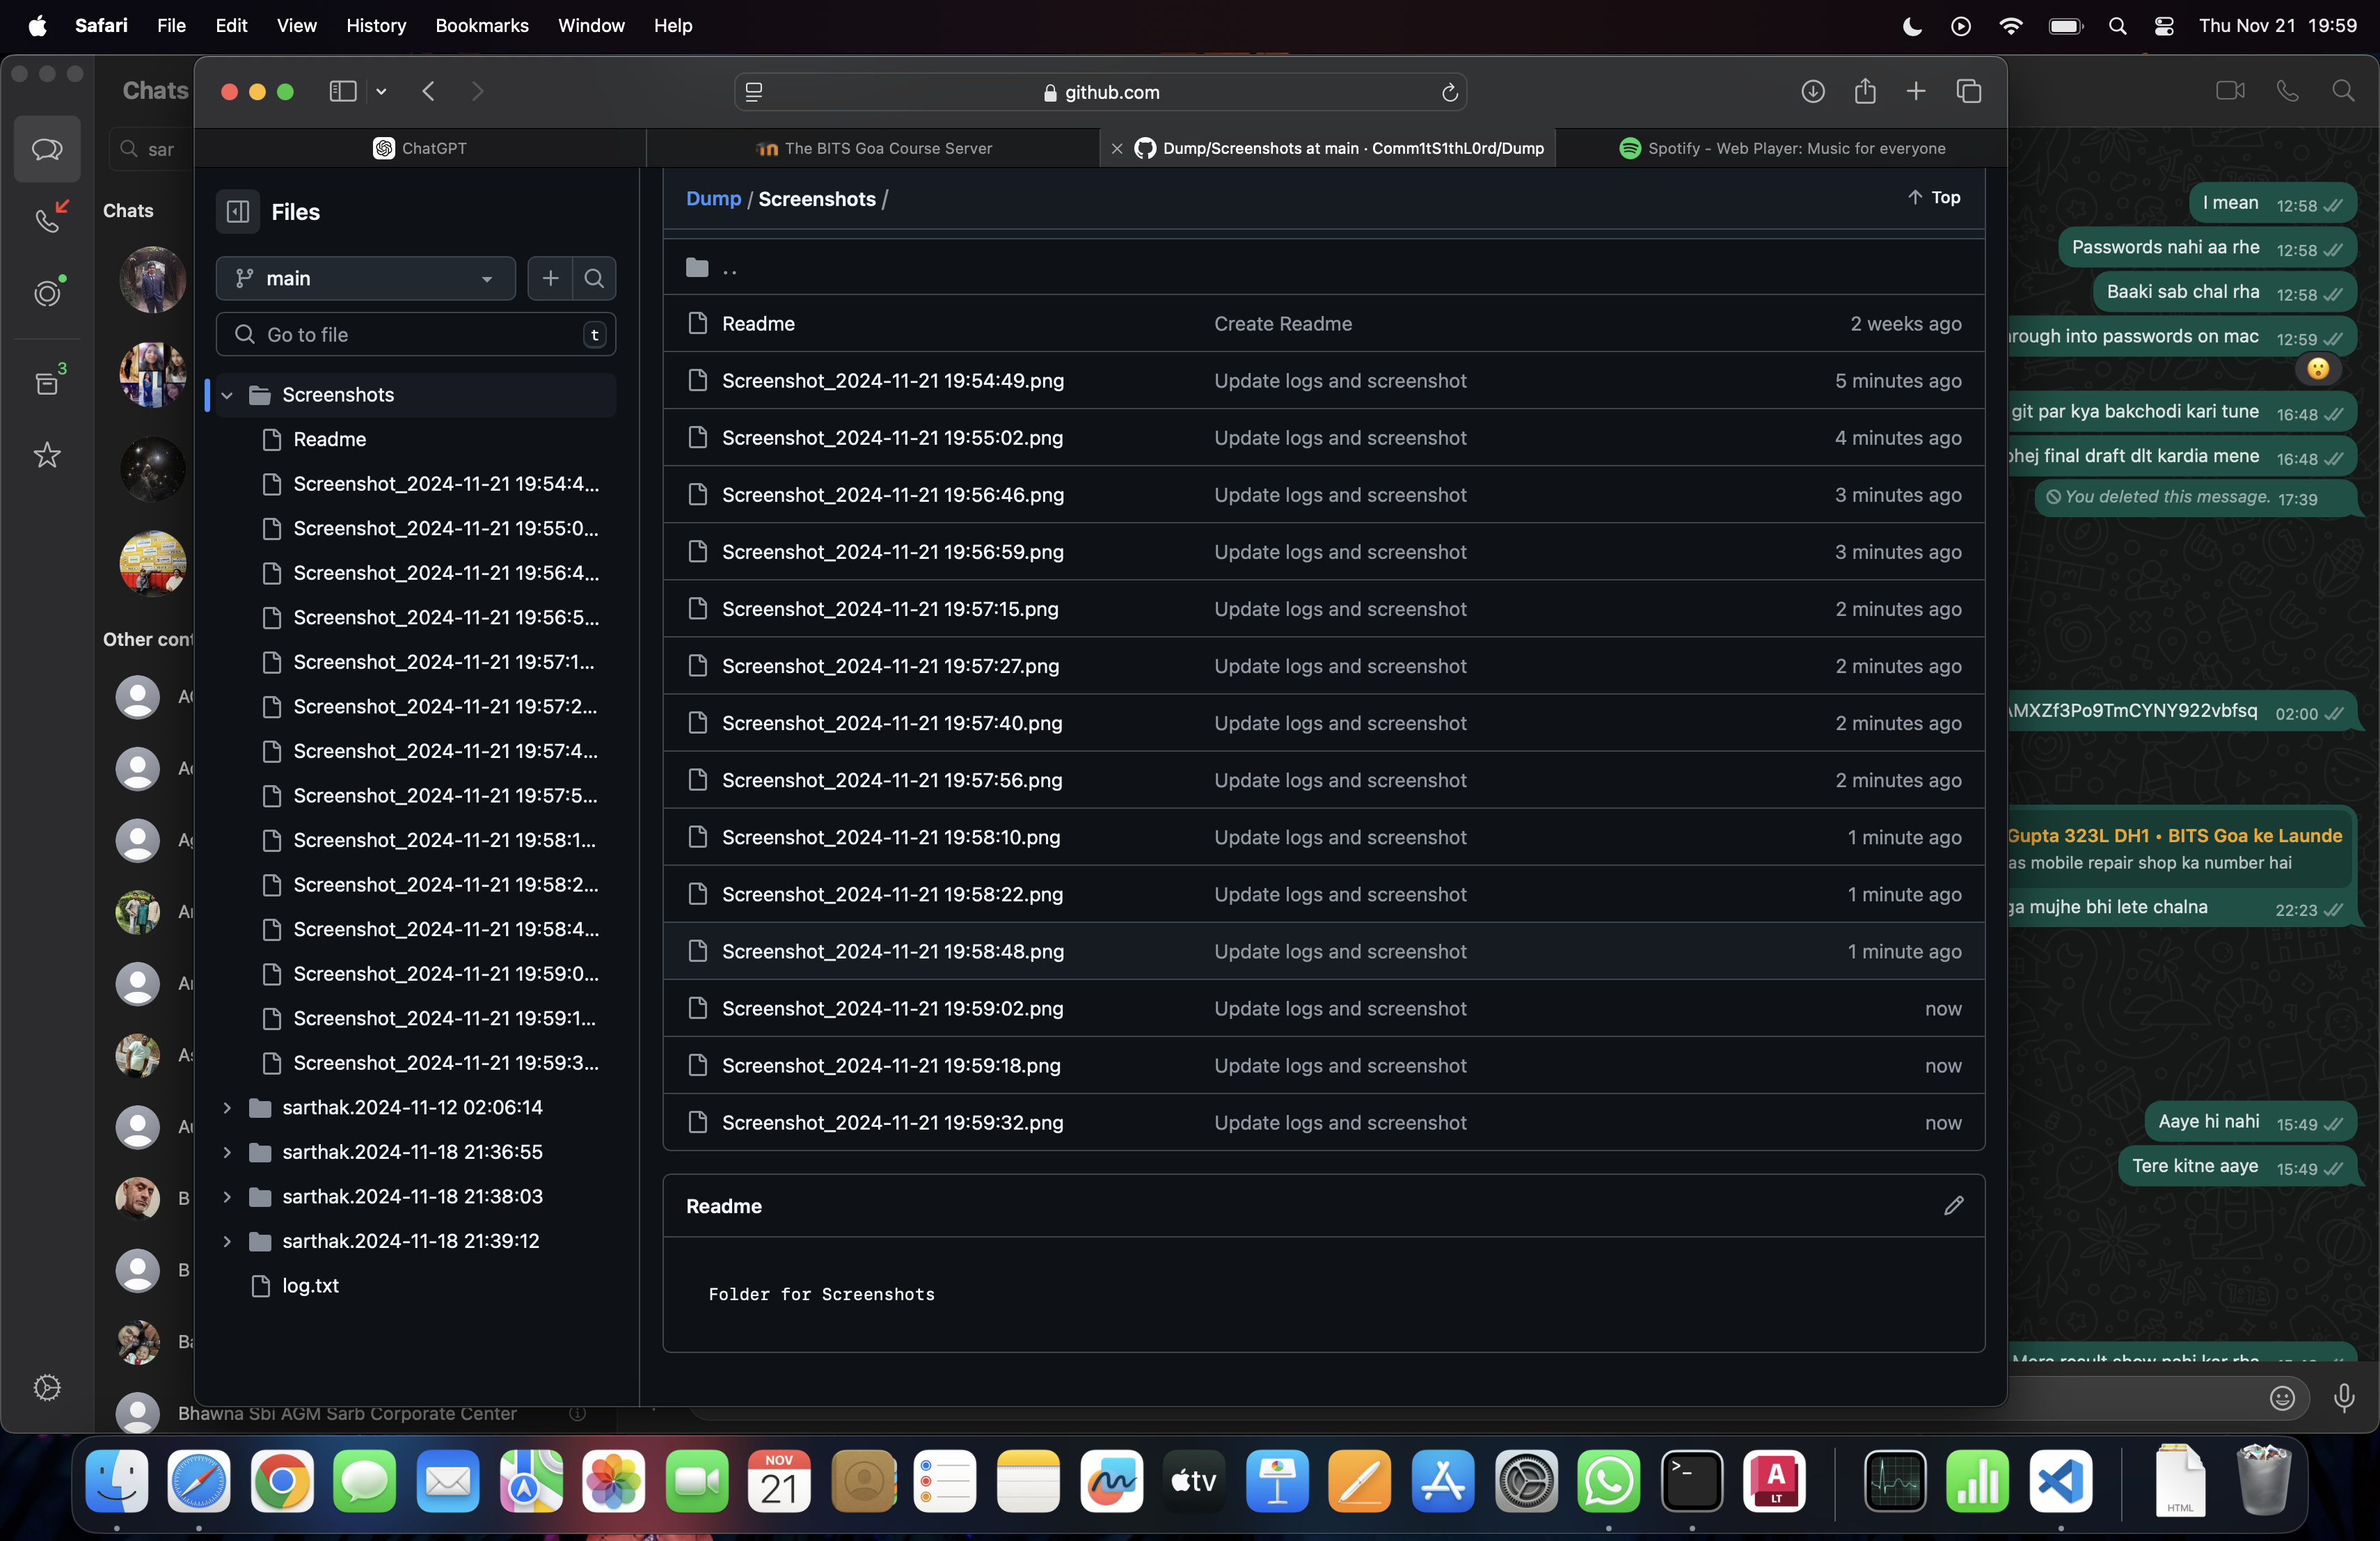 Safari File Edit View History Bookmarks Window Help Thu Nov 21 19:59
Chats
github.com
sar
ChatGPT
The BITS Goa Course Server
Dump/Screenshots at main · Comm1tS1thL0rd/Dump
Spotify - Web Player: Music for everyone
Chats
Other
Bhawna Sbi AGM Sarb Corporate Center
3
Files
main
Go to file t
Screenshots
Readme
Screenshot_2024-11-21 19:54:4...
Screenshot_2024-11-21 19:55:0...
Screenshot_2024-11-21 19:56:4...
Screenshot_2024-11-21 19:56:5...
Screenshot_2024-11-21 19:57:1...
Screenshot_2024-11-21 19:57:2...
Screenshot_2024-11-21 19:57:4...
Screenshot_2024-11-21 19:57:5...
Screenshot_2024-11-21 19:58:1...
Screenshot_2024-11-21 19:58:2...
Screenshot_2024-11-21 19:58:4...
Screenshot_2024-11-21 19:59:0...
Screenshot_2024-11-21 19:59:1...
Screenshot_2024-11-21 19:59:3...
sarthak.2024-11-12 02:06:14
sarthak.2024-11-18 21:36:55
sarthak.2024-11-18 21:38:03
sarthak.2024-11-18 21:39:12
log.txt
Dump / Screenshots / Top
..
Readme Create Readme 2 weeks ago
Screenshot_2024-11-21 19:54:49.png Update logs and screenshot 5 minutes ago
Screenshot_2024-11-21 19:55:02.png Update logs and screenshot 4 minutes ago
Screenshot_2024-11-21 19:56:46.png Update logs and screenshot 3 minutes ago
Screenshot_2024-11-21 19:56:59.png Update logs and screenshot 3 minutes ago
Screenshot_2024-11-21 19:57:15.png Update logs and screenshot 2 minutes ago
Screenshot_2024-11-21 19:57:27.png Update logs and screenshot 2 minutes ago
Screenshot_2024-11-21 19:57:40.png Update logs and screenshot 2 minutes ago
Screenshot_2024-11-21 19:57:56.png Update logs and screenshot 2 minutes ago
Screenshot_2024-11-21 19:58:10.png Update logs and screenshot 1 minute ago
Screenshot_2024-11-21 19:58:22.png Update logs and screenshot 1 minute ago
Screenshot_2024-11-21 19:58:48.png Update logs and screenshot 1 minute ago
Screenshot_2024-11-21 19:59:02.png Update logs and screenshot now
Screenshot_2024-11-21 19:59:18.png Update logs and screenshot now
Screenshot_2024-11-21 19:59:32.png Update logs and screenshot now
Readme
Folder for Screenshots
I mean 12:58
Passwords nahi aa rhe 12:58
Baaki sab chal rha 12:58
into passwords on mac 12:59
git par kya bakchodi kari tune 16:48
final draft dlt kardia mene 16:48
You deleted this message. 17:39
MXZf3Po9TmCYNY922vbfsq 02:00
Gupta 323L DH1 • BITS Goa ke Launde
mobile repair shop ka number hai
mujhe bhi lete chalna 22:23
Aaye hi nahi 15:49
Tere kitne aaye 15:49
NOV
21
tv
>_
A
LT
HTML